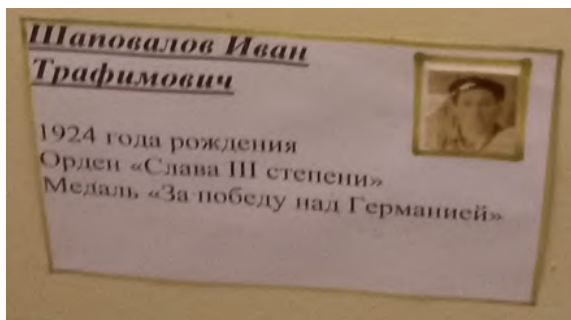 Шаповалов Иван
Трафимович
1924 года рождения
Орден «Слава III степени»
Медаль «За победу над Германией»